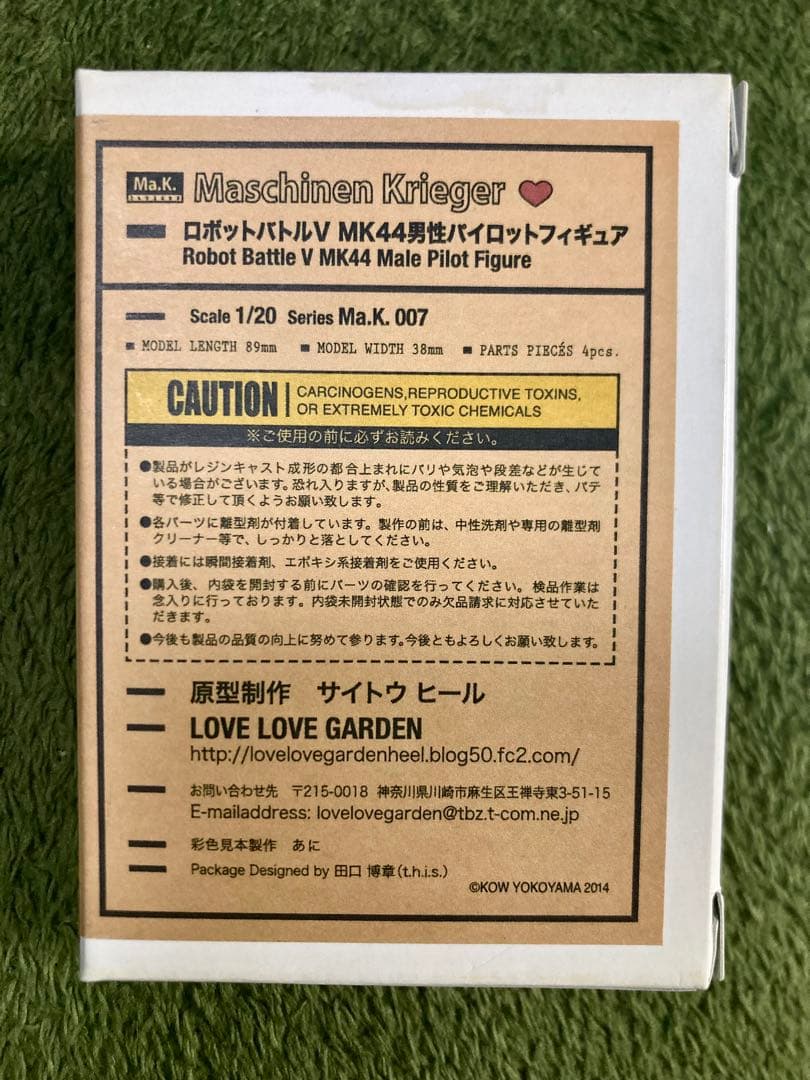 Ma.K. Maschinen Krieger
ロボットバトルV MK44男性パイロットフィギュア
Robot Battle V MK44 Male Pilot Figure
Scale 1/20 Series Ma.K. 007
MODEL LENGTH 89mm MODEL WIDTH 38mm PARTS PIECÉS 4pcs.
CAUTION CARCINOGENS,REPRODUCTIVE TOXINS,
OR EXTREMELY TOXIC CHEMICALS
※ご使用の前に必ずお読みください。
●製品がレジンキャスト成形の都合上まれにバリや気泡や段差などが生じて
いる場合がございます。恐れ入りますが、製品の性質をご理解いただき、パテ
等で修正して頂くようお願い致します。
●各パーツに離型剤が付着しています。製作の前は、中性洗剤や専用の離型剤
クリーナー等で、しっかりと落としてください。
●接着には瞬間接着剤、エポキシ系接着剤をご使用ください。
●購入後、内袋を開封する前にパーツの確認を行ってください。検品作業は
念入りに行っております。内袋未開封状態でのみ欠品請求に対応させていた
だきます。
●今後も製品の品質の向上に努めて参ります。今後ともよろしくお願い致します。
原型制作 サイトウ ヒール
LOVE LOVE GARDEN
http://lovelovegardenheel.blog50.fc2.com/
お問い合わせ先 〒215-0018 神奈川県川崎市麻生区王禅寺東3-51-15
E-mailaddress: lovelovegarden@tbz.t-com.ne.jp
彩色見本製作 あに
Package Designed by 田口 博章(t.h.i.s.)
©KOW YOKOYAMA 2014